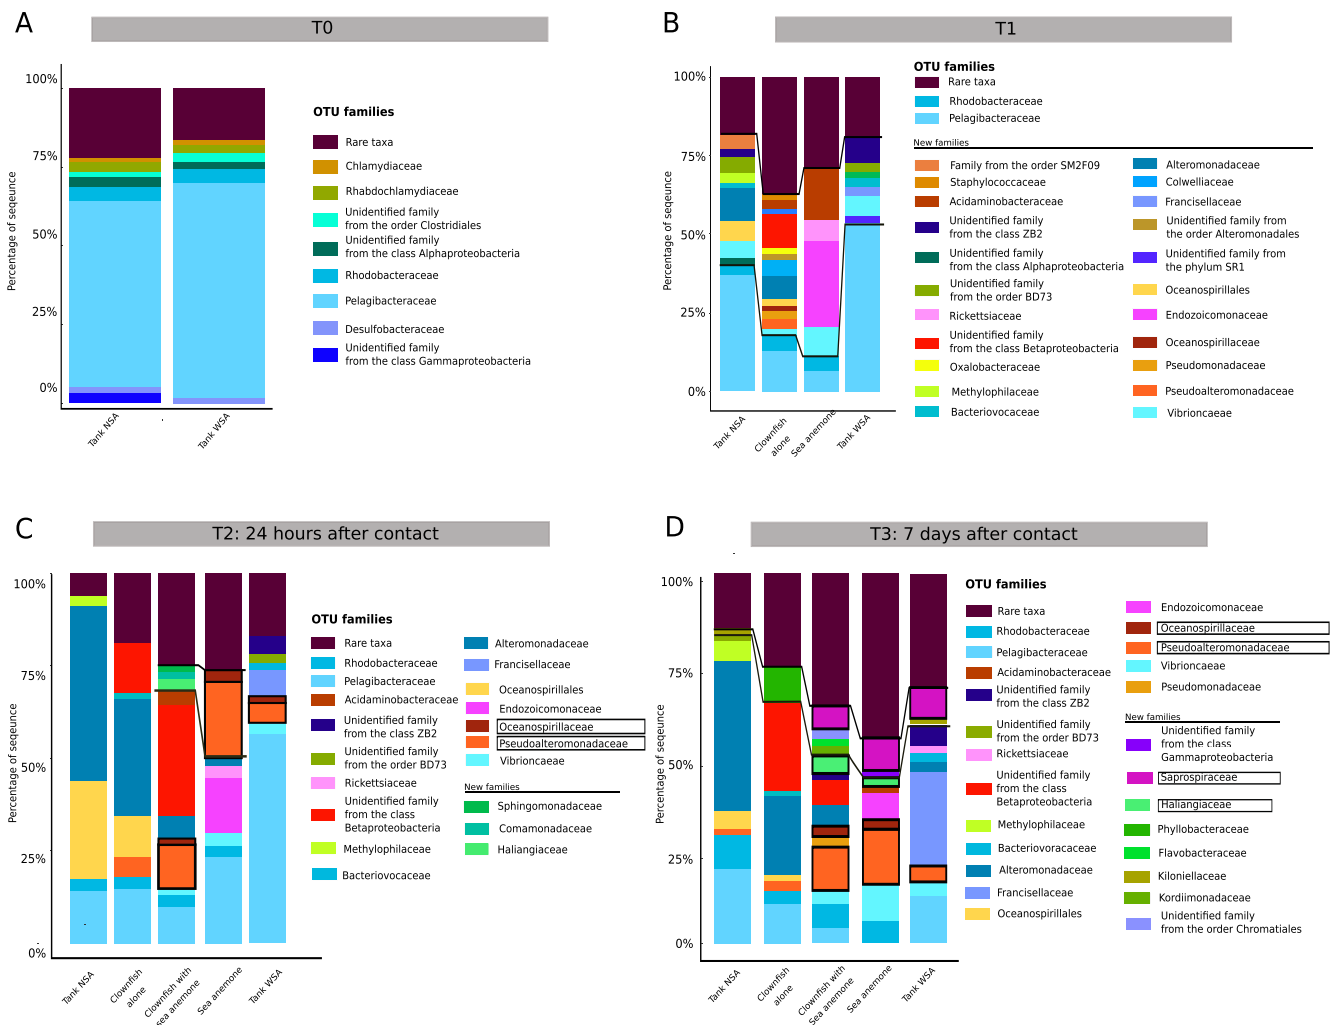 A
T0
100%
75%
50%
25%
0%
Percentage of seqeunce
Tank NSA
Tank WSA
OTU families
Rare taxa
Chlamydiaceae
Rhabdochlamydiaceae
Unidentified family
from the order Clostridiales
Unidentified family
from the class Alphaproteobacteria
Rhodobacteraceae
Pelagibacteraceae
Desulfobacteraceae
Unidentified family
from the class Gammaproteobacteria
B
T1
100%
75%
50%
25%
0%
Percentage of seqeunce
Tank NSA
Clownfish
alone
Sea anemone
Tank WSA
OTU families
Rare taxa
Rhodobacteraceae
Pelagibacteraceae
New families
Family from the order SM2F09
Staphylococcaceae
Acidaminobacteraceae
Unidentified family
from the class ZB2
Unidentified family
from the class Alphaproteobacteria
Unidentified family
from the order BD73
Rickettsiaceae
Unidentified family
from the class Betaproteobacteria
Oxalobacteraceae
Methylophilaceae
Bacteriovocaceae
Alteromonadaceae
Colwelliaceae
Francisellaceae
Unidentified family from
the order Alteromonadales
Unidentified family from
the phylum SR1
Oceanospirillales
Endozoicomonaceae
Oceanospirillaceae
Pseudomonadaceae
Pseudoalteromonadaceae
Vibrioncaeae
C
T2: 24 hours after contact
100%
75%
50%
25%
0%
Percentage of seqeunce
Tank NSA
Clownfish
alone
Clownfish with
sea anemone
Sea anemone
Tank WSA
OTU families
Rare taxa
Rhodobacteraceae
Pelagibacteraceae
Acidaminobacteraceae
Unidentified family
from the class ZB2
Unidentified family
from the order BD73
Rickettsiaceae
Unidentified family
from the class
Betaproteobacteria
Methylophilaceae
Bacteriovocaceae
Alteromonadaceae
Francisellaceae
Oceanospirillales
Endozoicomonaceae
Oceanospirillaceae
Pseudoalteromonadaceae
Vibrioncaeae
New families
Sphingomonadaceae
Comamonadaceae
Haliangiaceae
D
T3: 7 days after contact
100%
75%
50%
25%
0%
Percentage of seqeunce
Tank NSA
Clownfish
alone
Clownfish with
Sea anemone
Sea anemone
Tank WSA
OTU families
Rare taxa
Rhodobacteraceae
Pelagibacteraceae
Acidaminobacteraceae
Unidentified family
from the class ZB2
Unidentified family
from the order BD73
Rickettsiaceae
Unidentified family
from the class
Betaproteobacteria
Methylophilaceae
Bacteriovoracaceae
Alteromonadaceae
Francisellaceae
Oceanospirillales
Endozoicomonaceae
Oceanospirillaceae
Pseudoalteromonadaceae
Vibrioncaeae
Pseudomonadaceae
New families
Unidentified family
from the class
Gammaproteobacteria
Saprospiraceae
Haliangiaceae
Phyllobacteraceae
Flavobacteraceae
Kiloniellaceae
Kordiimonadaceae
Unidentified family
from the order Chromatiales